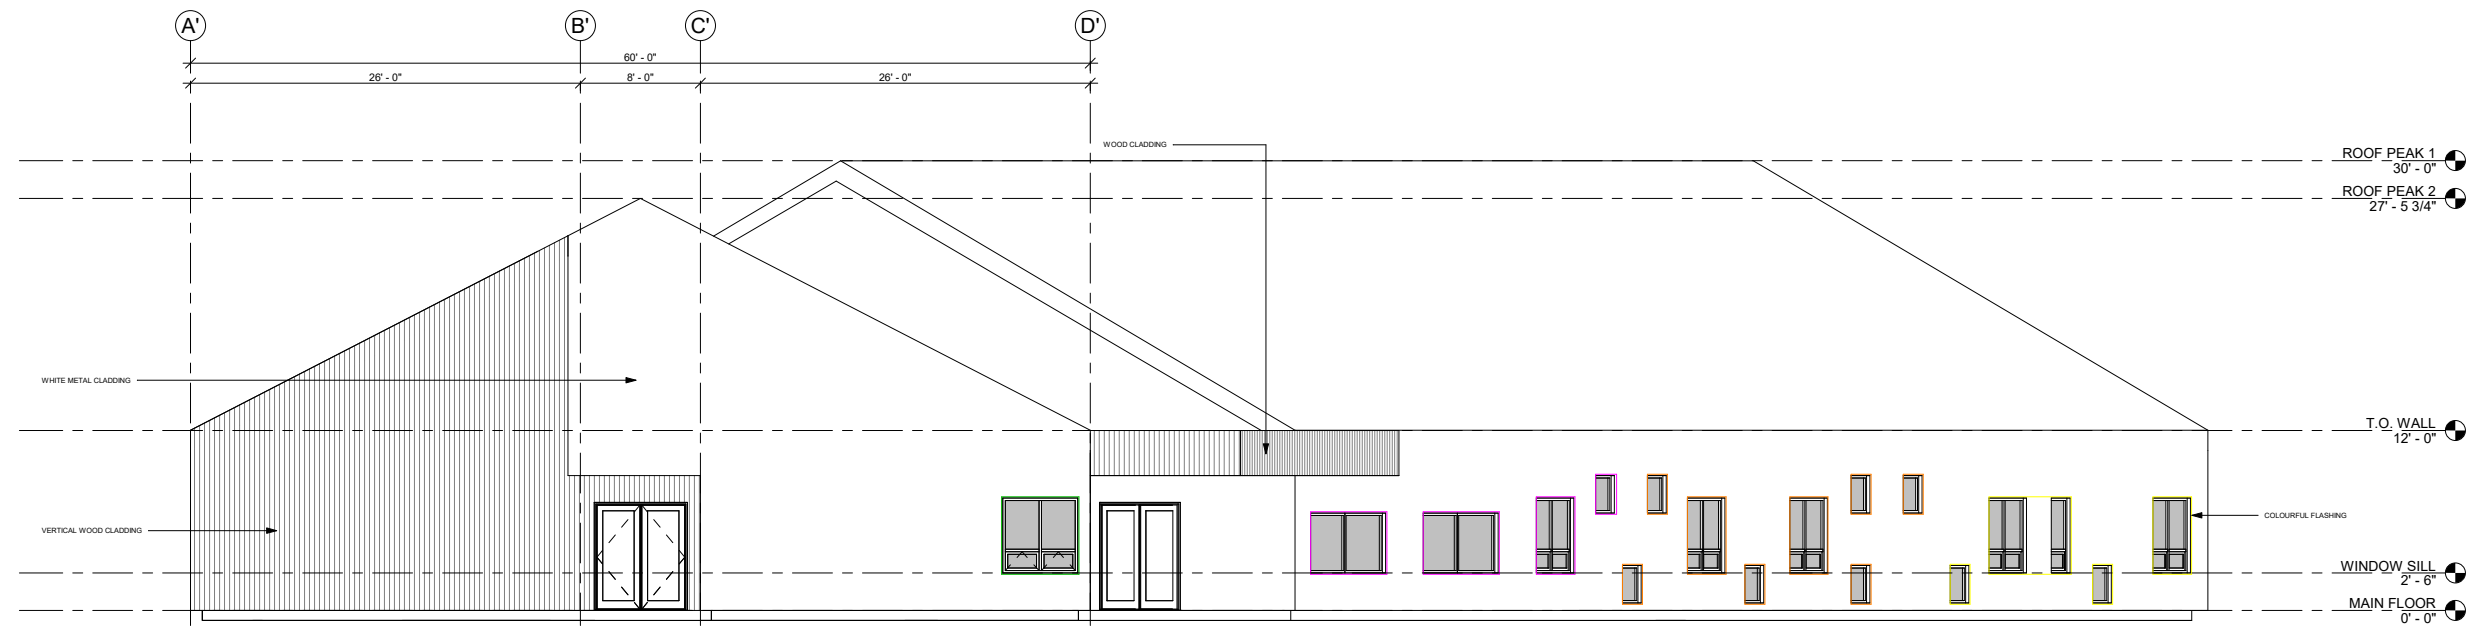 A'
B'
C'
D'
60' - 0"
26' - 0"
8' - 0"
26' - 0"
WOOD CLADDING
ROOF PEAK 1
30' - 0"
ROOF PEAK 2
27' - 5 3/4"
WHITE METAL CLADDING
T.O. WALL
12' - 0"
VERTICAL WOOD CLADDING
COLOURFUL FLASHING
WINDOW SILL
2' - 6"
MAIN FLOOR
0' - 0"